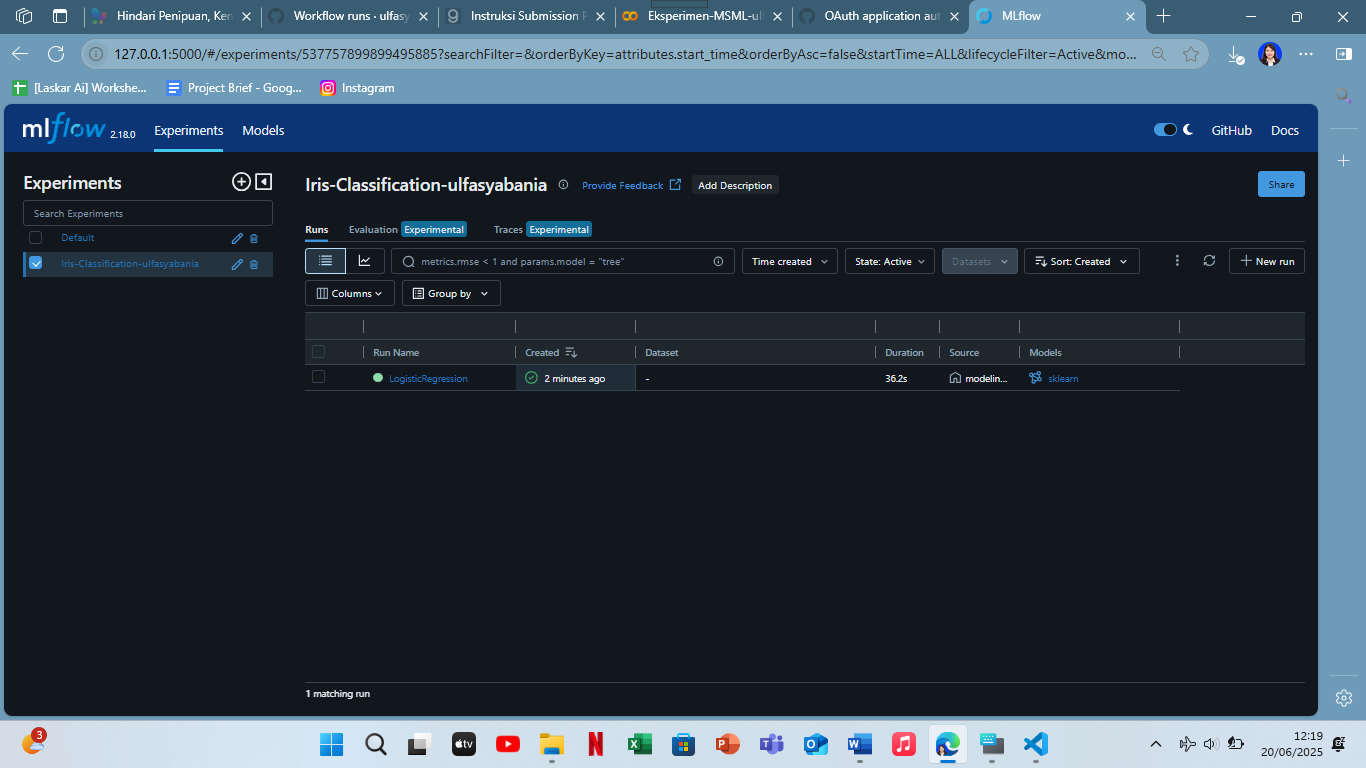 Hindari Penipuan, Ken
Workflow runs · ulfasy
Instruksi Submission P
Eksperimen-MSML-ul
OAuth application aut
MLflow
127.0.0.1:5000/#/experiments/537757899899495885?searchFilter=&orderByKey=attributes.start_time&orderByAsc=false&startTime=ALL&lifecycleFilter=Active&mo...
[Laskar Ai] Workshe...
Project Brief - Goog...
Instagram
mlflow 2.18.0
Experiments
Models
GitHub
Docs
Experiments
Search Experiments
Default
Iris-Classification-ulfasyabania
Iris-Classification-ulfasyabania
Provide Feedback
Add Description
Share
Runs
Evaluation Experimental
Traces Experimental
metrics.rmse < 1 and params.model = "tree"
Time created
State: Active
Datasets
Sort: Created
New run
Columns
Group by
Run Name
Created
Dataset
Duration
Source
Models
LogisticRegression
2 minutes ago
-
36.2s
modelin...
sklearn
1 matching run
3
tv
12:19
20/06/2025